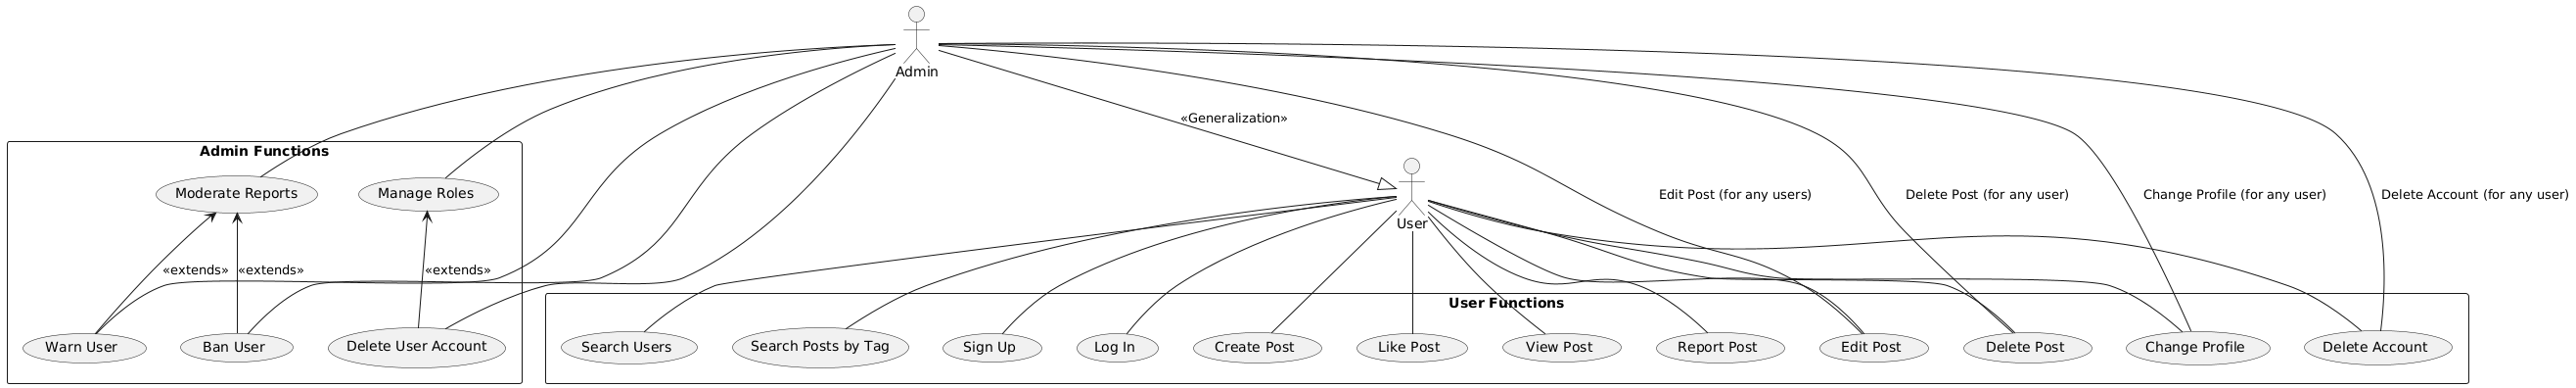 Admin
«Generalization»
Admin Functions
Moderate Reports
Manage Roles
Edit Post (for any users)
Delete Post (for any user)
Change Profile (for any user)
Delete Account (for any user)
User
«extends»
«extends»
«extends»
User Functions
Warn User
Ban User
Delete User Account
Search Users
Search Posts by Tag
Sign Up
Log In
Create Post
Like Post
View Post
Report Post
Edit Post
Delete Post
Change Profile
Delete Account